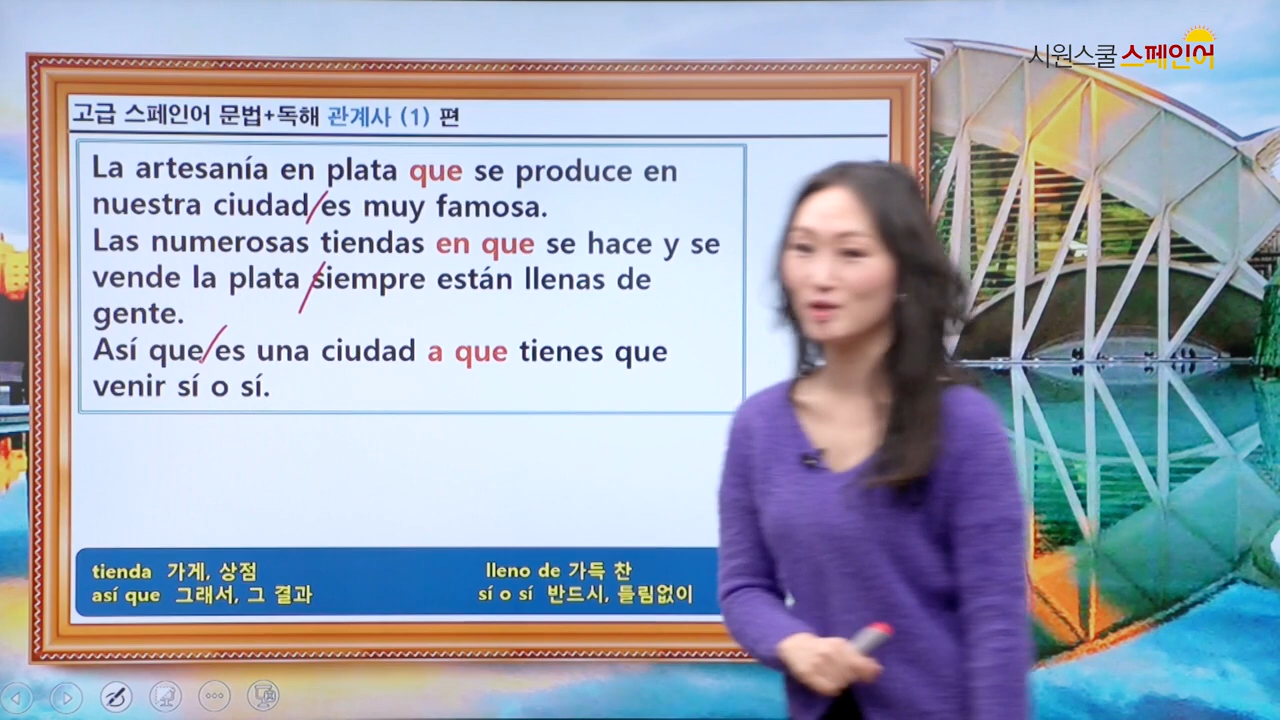 시원스쿨 스페인어
고급 스페인어 문법+독해 관계사 (1) 편
La artesanía en plata que se produce en
nuestra ciudad es muy famosa.
Las numerosas tiendas en que se hace y se
vende la plata siempre están llenas de
gente.
Así que es una ciudad a que tienes que
venir sí o sí.
tienda 가게, 상점
lleno de 가득 찬
así que 그래서, 그 결과
sí o sí 반드시, 틀림없이